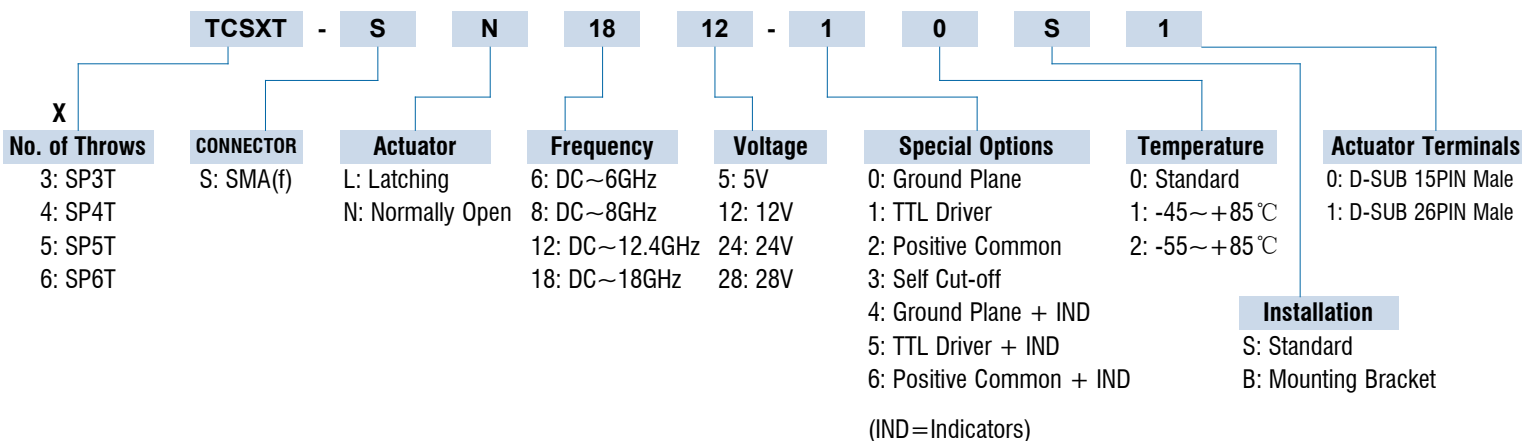 TCSXT - S N 18 12 - 1 0 S 1
X
No. of Throws
3: SP3T
4: SP4T
5: SP5T
6: SP6T
CONNECTOR
S: SMA(f)
Actuator
L: Latching
N: Normally Open
Frequency
6: DC~6GHz
8: DC~8GHz
12: DC~12.4GHz
18: DC~18GHz
Voltage
5: 5V
12: 12V
24: 24V
28: 28V
Special Options
0: Ground Plane
1: TTL Driver
2: Positive Common
3: Self Cut-off
4: Ground Plane + IND
5: TTL Driver + IND
6: Positive Common + IND
(IND=Indicators)
Temperature
0: Standard
1: -45~+85℃
2: -55~+85℃
Installation
S: Standard
B: Mounting Bracket
Actuator Terminals
0: D-SUB 15PIN Male
1: D-SUB 26PIN Male